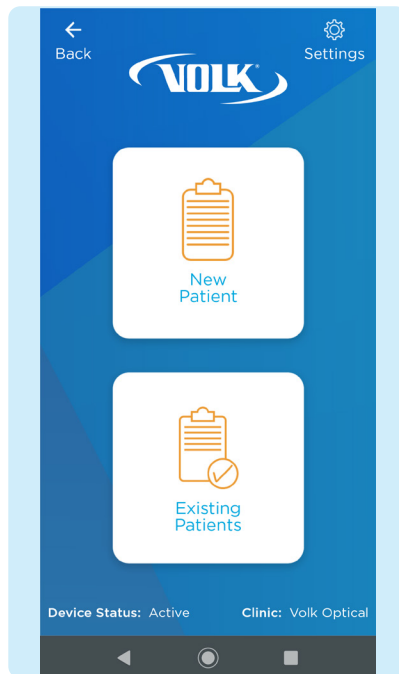 Back
Settings
VOLK
New
Patient
Existing
Patients
Device Status: Active
Clinic: Volk Optical